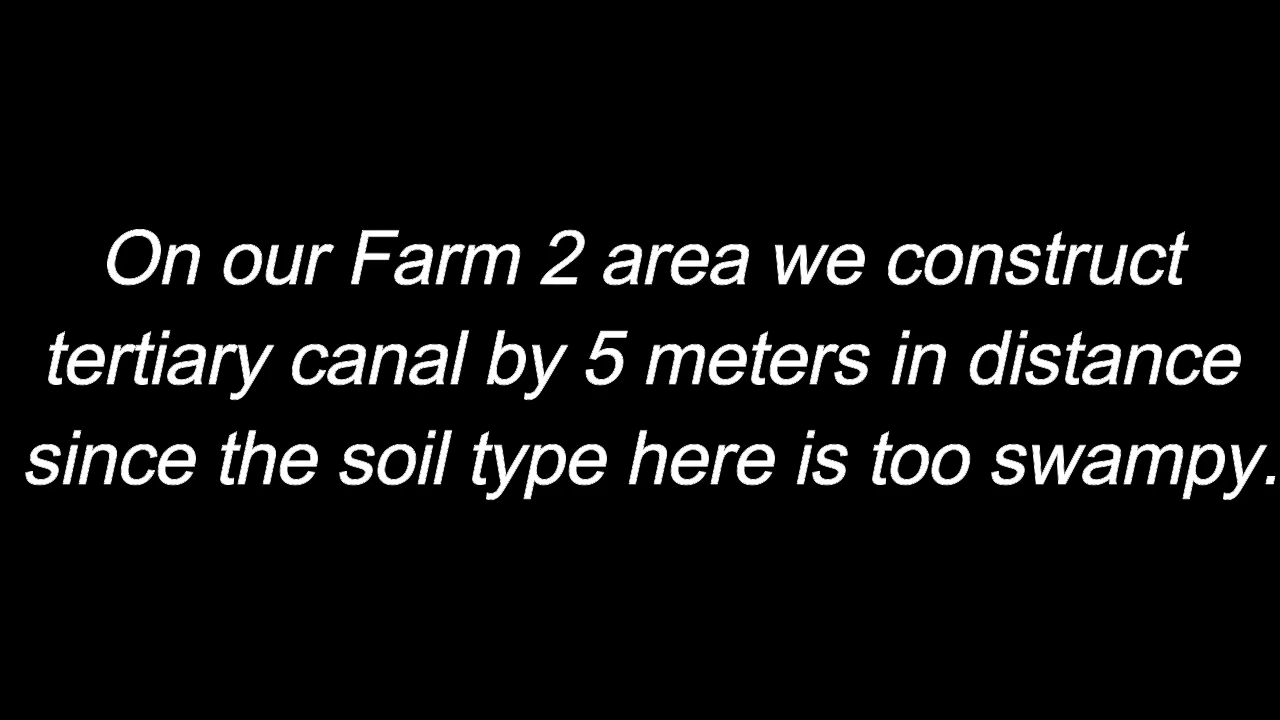 On our Farm 2 area we construct
tertiary canal by 5 meters in distance
since the soil type here is too swampy.